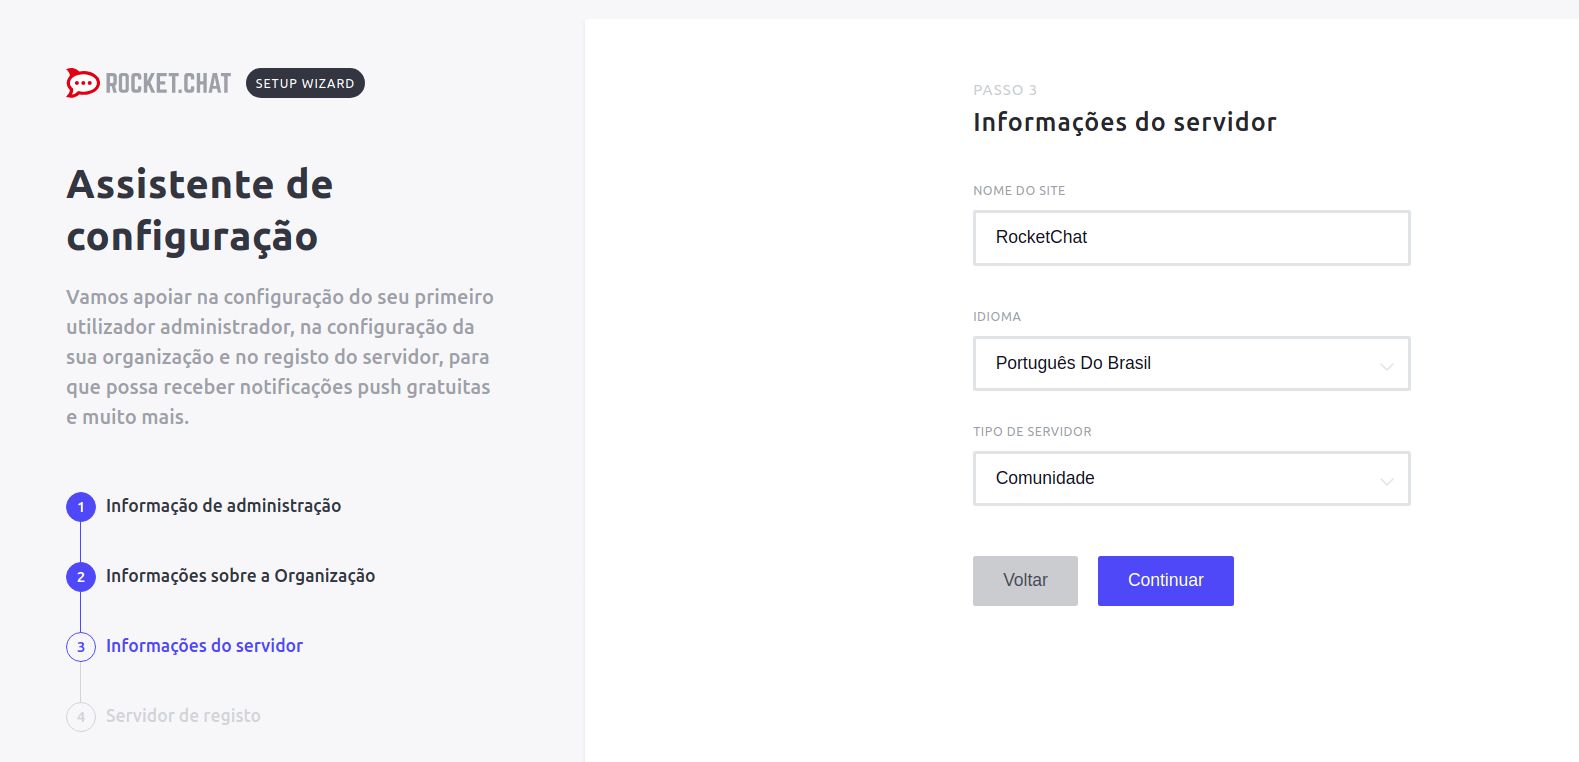 ROCKET.CHAT SETUP WIZARD
Assistente de
configuração
Vamos apoiar na configuração do seu primeiro
utilizador administrador, na configuração da
sua organização e no registo do servidor, para
que possa receber notificações push gratuitas
e muito mais.
1 Informação de administração
2 Informações sobre a Organização
3 Informações do servidor
4 Servidor de registo
PASSO 3
Informações do servidor
NOME DO SITE
RocketChat
IDIOMA
Português Do Brasil
TIPO DE SERVIDOR
Comunidade
Voltar Continuar